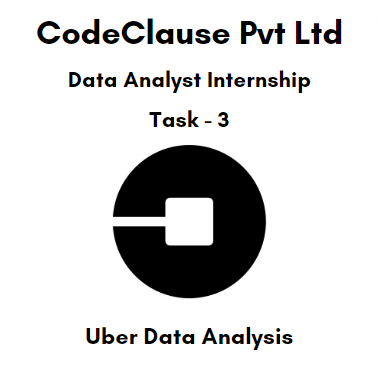 CodeClause Pvt Ltd
Data Analyst Internship
Task - 3
Uber Data Analysis